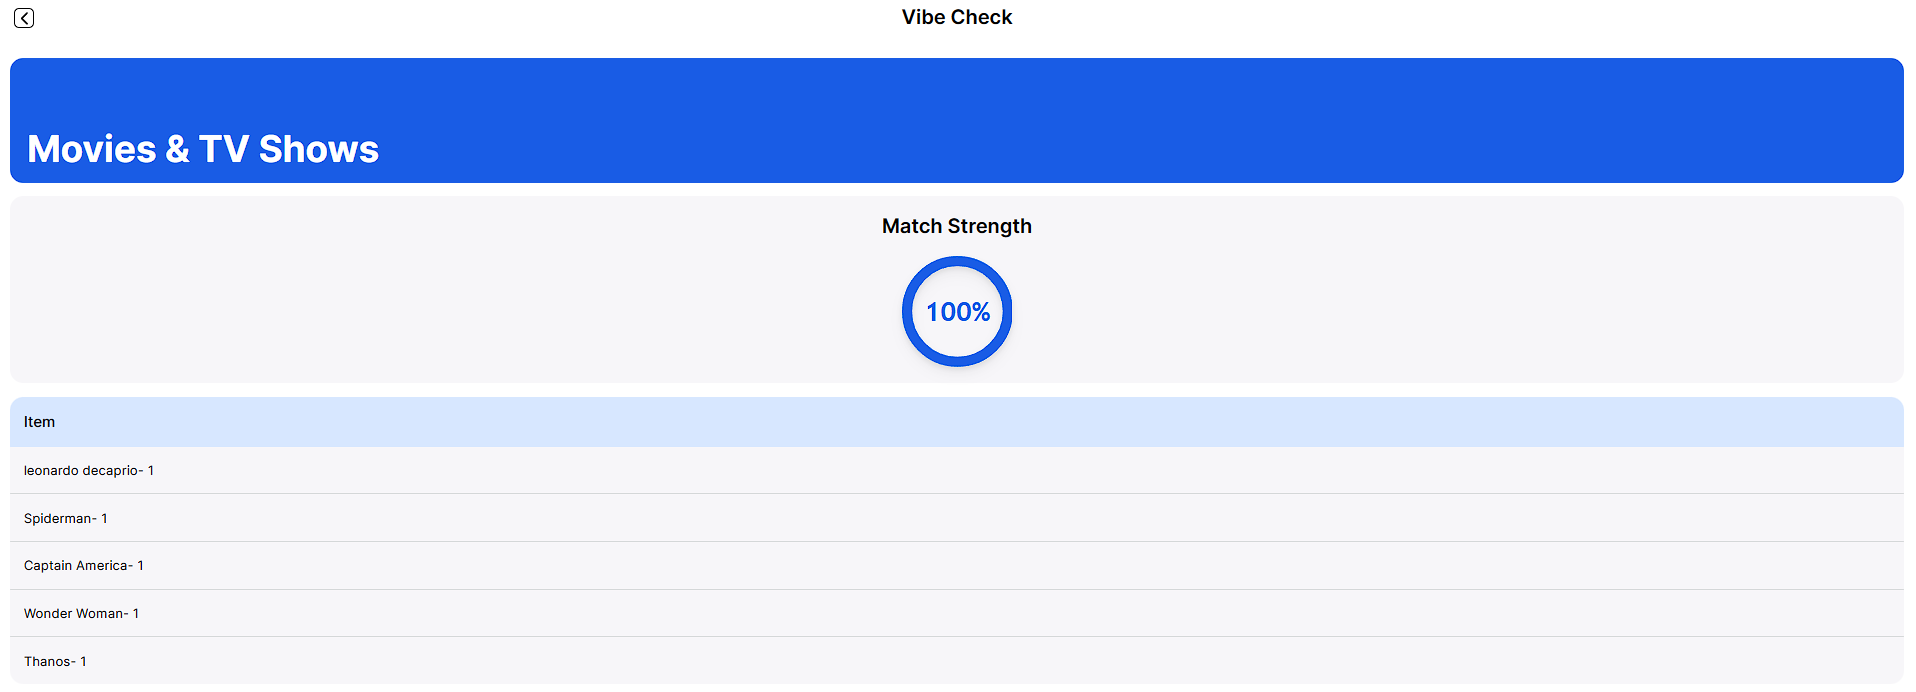 Vibe Check
Movies & TV Shows
Match Strength
100%
Item
leonardo decaprio- 1
Spiderman- 1
Captain America- 1
Wonder Woman- 1
Thanos- 1